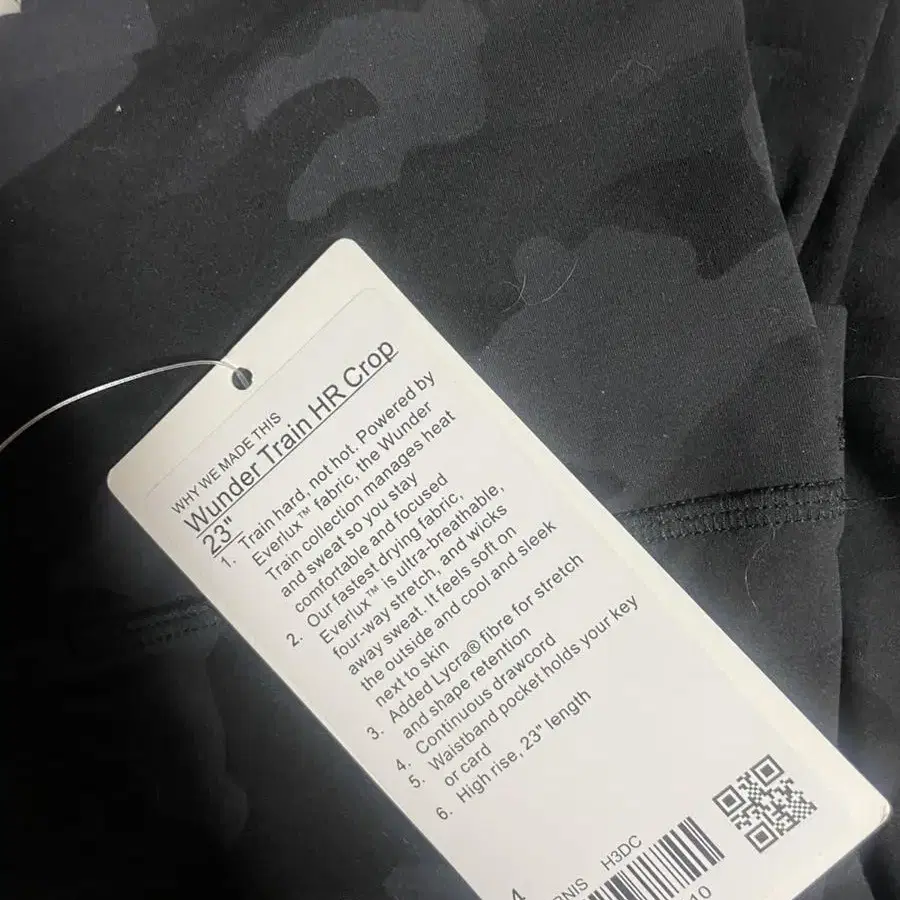 WHY WE MADE THIS
Wunder Train HR Crop
23"
1. Train hard, not hot. Powered by
Everlux™ fabric, the Wunder
Train collection manages heat
and sweat so you stay
comfortable and focused
2. Our fastest drying fabric,
Everlux™ is ultra-breathable,
four-way stretch, and wicks
away sweat. It feels soft on
the outside and cool and sleek
next to skin
3. Added Lycra® fibre for stretch
and shape retention
4. Continuous drawcord
5. Waistband pocket holds your key
or card
6. High rise, 23" length
H3DC